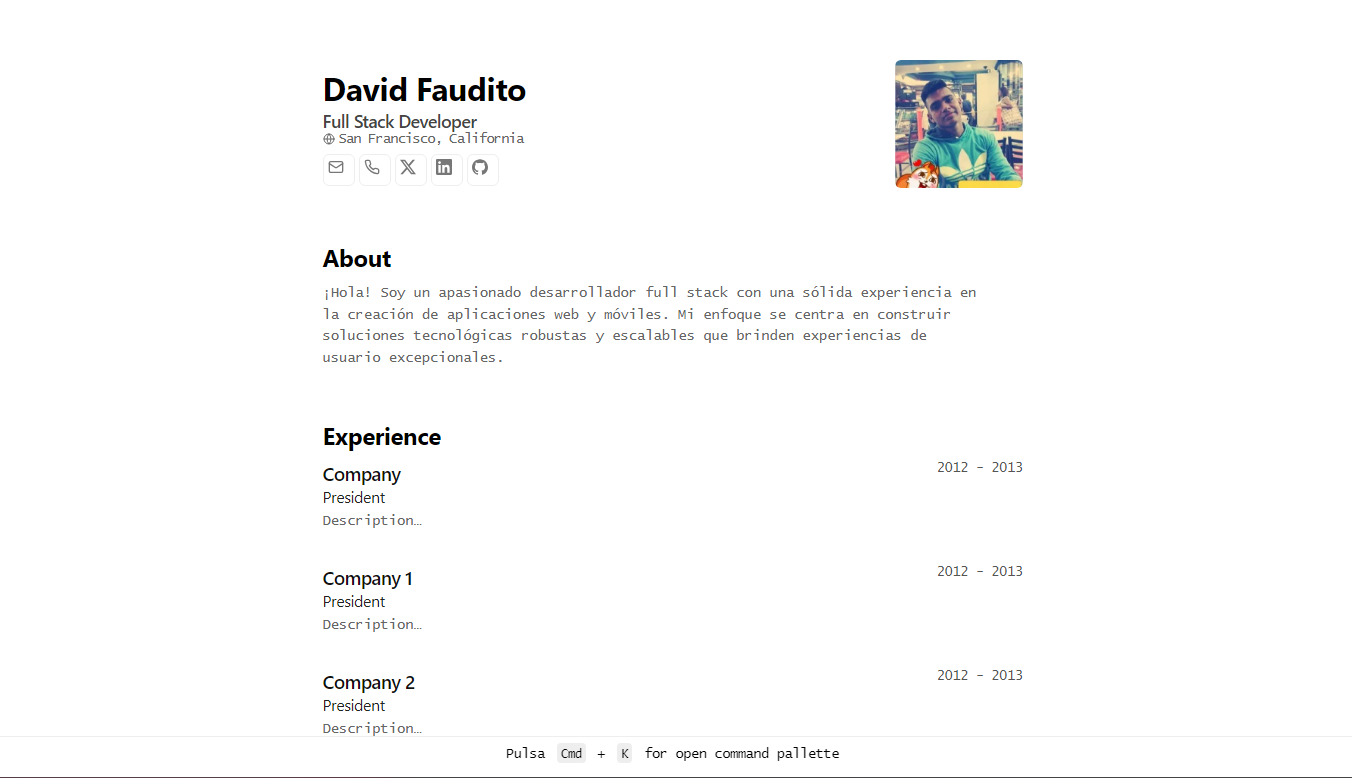 David Faudito
Full Stack Developer
San Francisco, California
About
¡Hola! Soy un apasionado desarrollador full stack con una sólida experiencia en
la creación de aplicaciones web y móviles. Mi enfoque se centra en construir
soluciones tecnológicas robustas y escalables que brinden experiencias de
usuario excepcionales.
Experience
Company
2012 - 2013
President
Description…
Company 1
2012 - 2013
President
Description…
Company 2
2012 - 2013
President
Description…
Pulsa Cmd + K for open command pallette